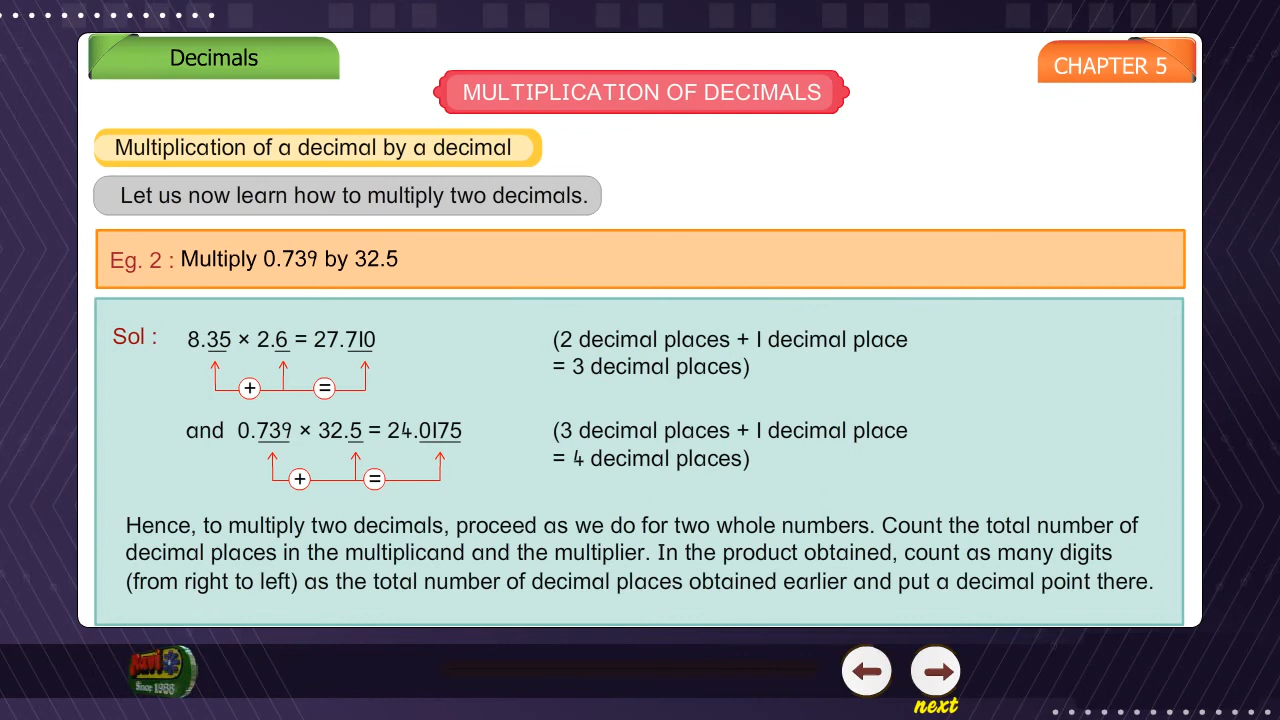 Decimals
CHAPTER 5
MULTIPLICATION OF DECIMALS
Multiplication of a decimal by a decimal
Let us now learn how to multiply two decimals.
Eg. 2 : Multiply 0.739 by 32.5
Sol : 8.35 × 2.6 = 27.710 (2 decimal places + 1 decimal place
= 3 decimal places)
+ =
and 0.739 × 32.5 = 24.0175 (3 decimal places + 1 decimal place
= 4 decimal places)
+ =
Hence, to multiply two decimals, proceed as we do for two whole numbers. Count the total number of
decimal places in the multiplicand and the multiplier. In the product obtained, count as many digits
(from right to left) as the total number of decimal places obtained earlier and put a decimal point there.
Since 1988
next